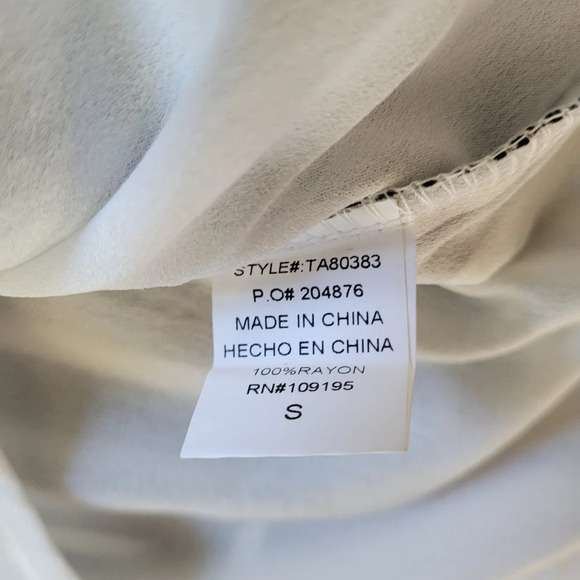 STYLE#:TA80383
P.O# 204876
MADE IN CHINA
HECHO EN CHINA
100%RAYON
RN#109195
S